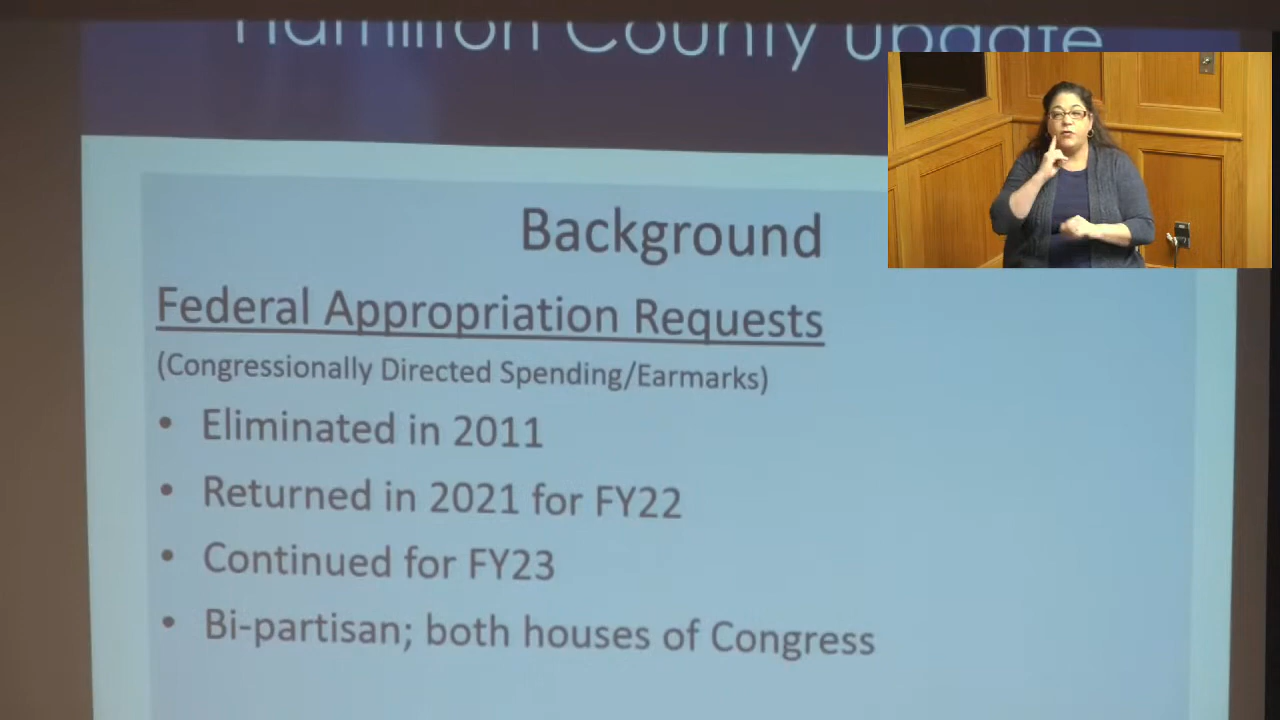 Hamilton County Update
Background
Federal Appropriation Requests
(Congressionally Directed Spending/Earmarks)
• Eliminated in 2011
• Returned in 2021 for FY22
• Continued for FY23
• Bi-partisan; both houses of Congress